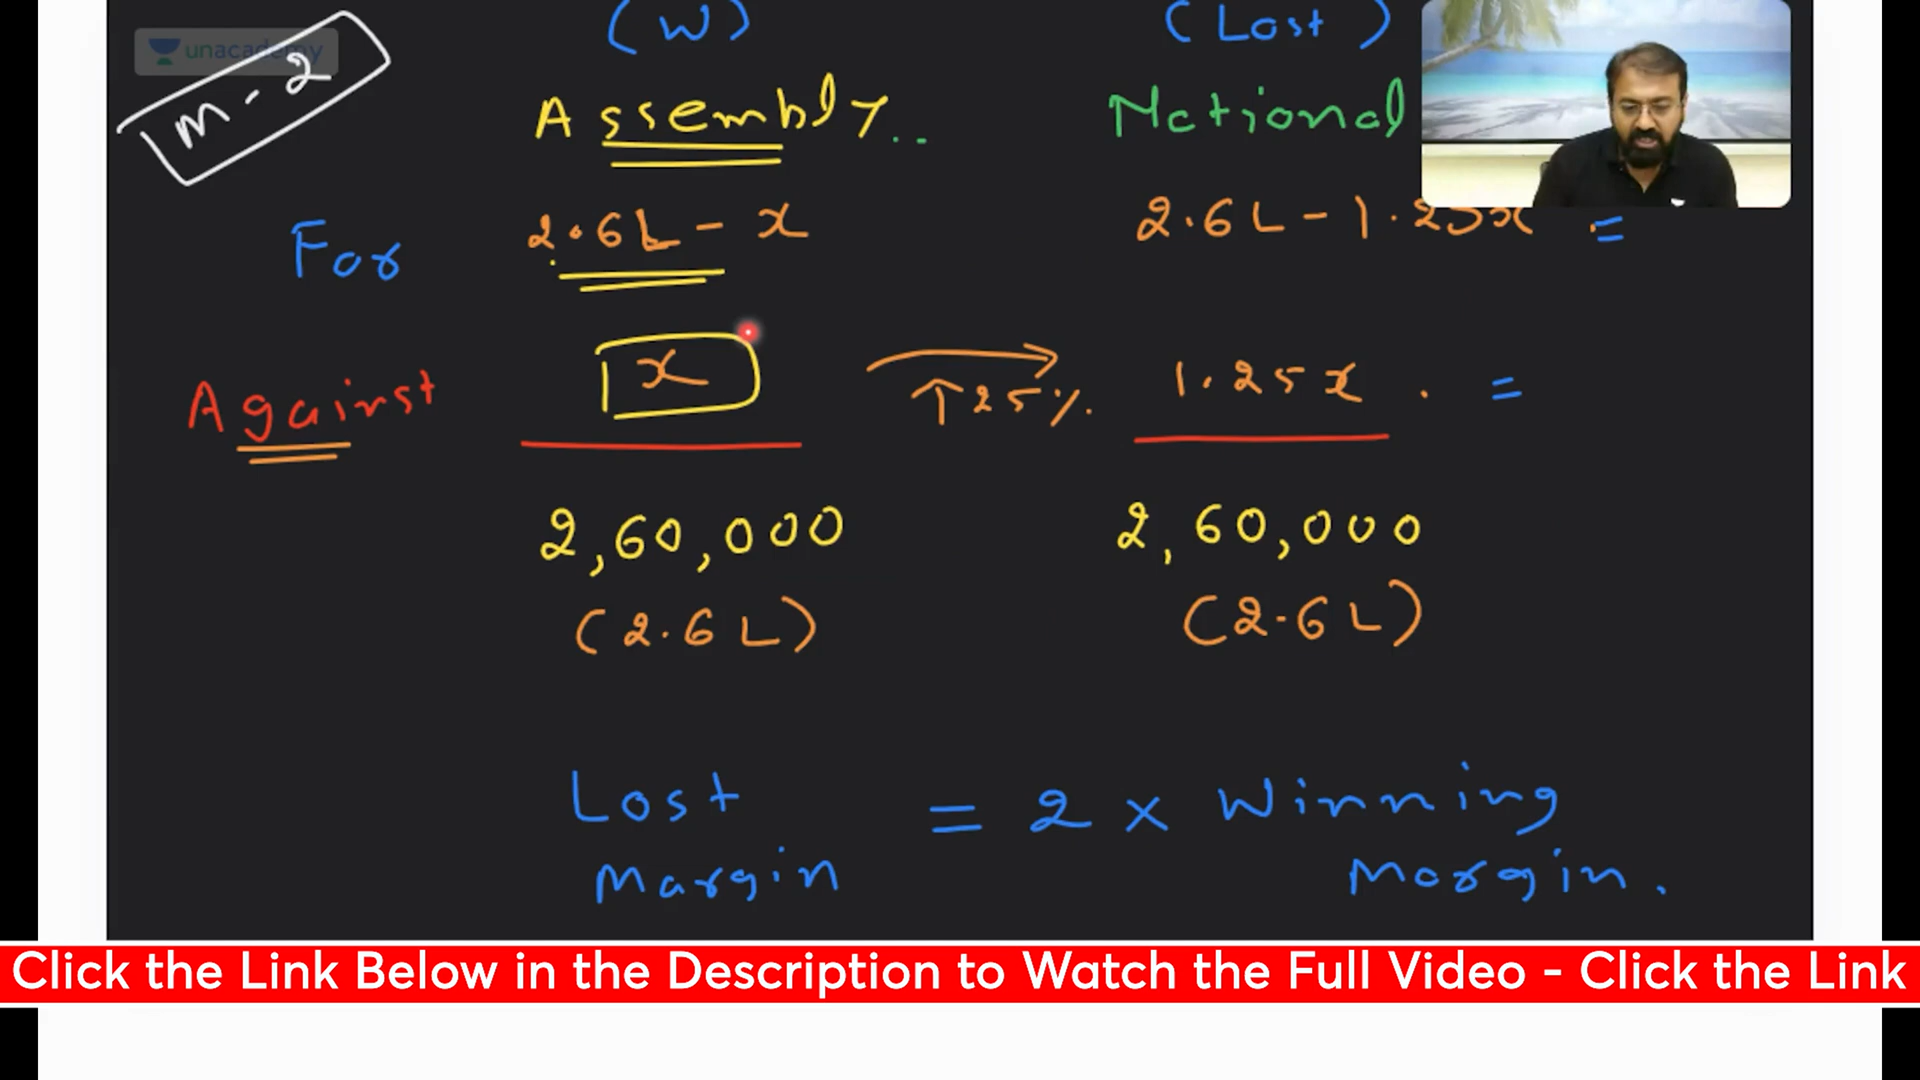 (W) (Lost)
unacademy
M-2
Assembly.. National
For 2.6L - x 2.6L - 1.25x =
Against x ↑25% 1.25x . =
2,60,000 2,60,000
(2.6L) (2.6L)
Lost = 2 × Winning
Margin Margin.
Click the Link Below in the Description to Watch the Full Video - Click the Link